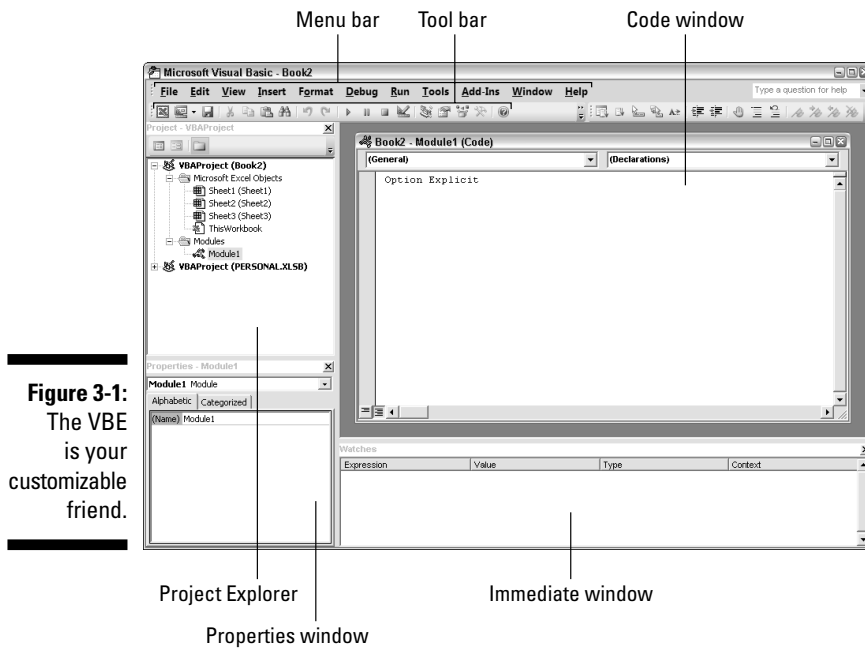 Menu bar
Tool bar
Code window
Microsoft Visual Basic - Book2
File Edit View Insert Format Debug Run Tools Add-Ins Window Help
Type a question for help
Project - VBAProject
VBAProject (Book2)
Microsoft Excel Objects
Sheet1 (Sheet1)
Sheet2 (Sheet2)
Sheet3 (Sheet3)
ThisWorkbook
Modules
Module1
VBAProject (PERSONAL.XLSB)
Book2 - Module1 (Code)
(General)
(Declarations)
Option Explicit
Properties - Module1
Module1 Module
Alphabetic Categorized
(Name) Module1
Watches
Expression Value Type Context
Figure 3-1:
The VBE
is your
customizable
friend.
Project Explorer
Immediate window
Properties window